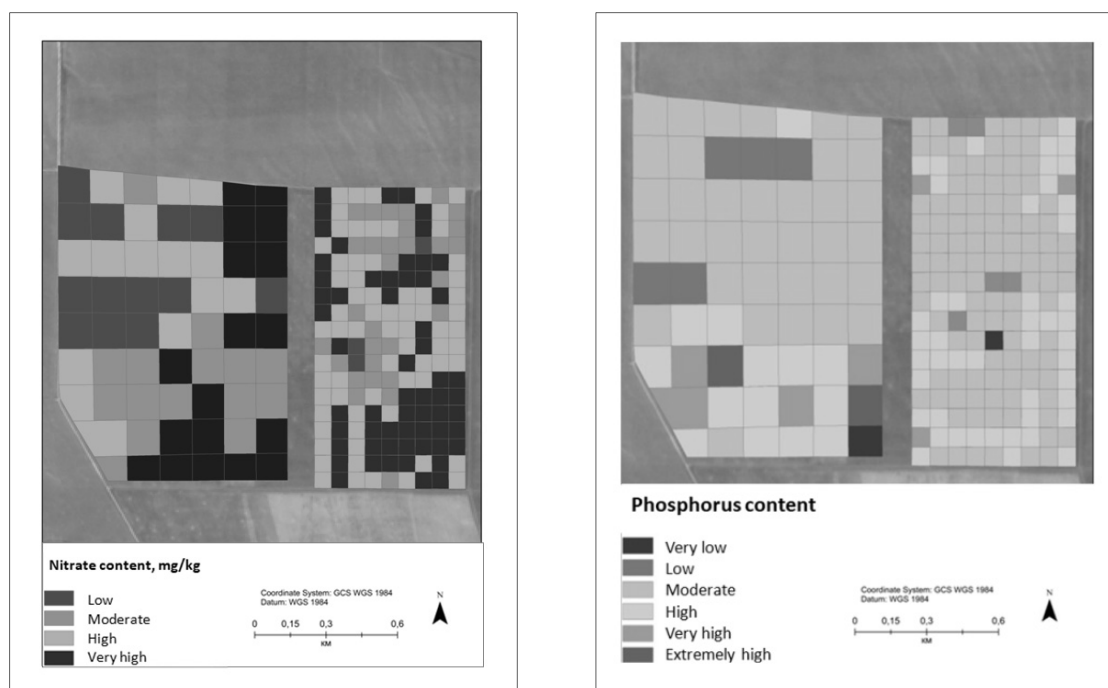 Nitrate content, mg/kg
Low
Moderate
High
Very high
Coordinate System: GCS WGS 1984
Datum: WGS 1984
0 0,15 0,3 0,6
KM
N
Phosphorus content
Very low
Low
Moderate
High
Very high
Extremely high
Coordinate System: GCS WGS 1984
Datum: WGS 1984
0 0,15 0,3 0,6
KM
N